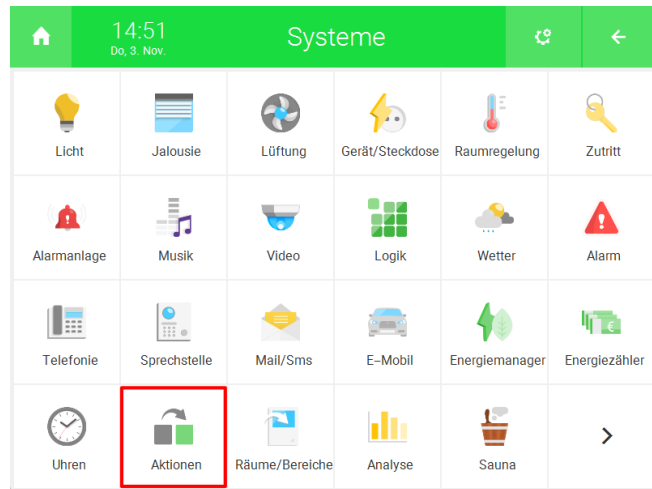 14:51
Do, 3. Nov.
Systeme
Licht
Jalousie
Lüftung
Gerät/Steckdose
Raumregelung
Zutritt
Alarmanlage
Musik
Video
Logik
Wetter
Alarm
Telefonie
Sprechstelle
Mail/Sms
E-Mobil
Energiemanager
Energiezähler
Uhren
Aktionen
Räume/Bereiche
Analyse
Sauna